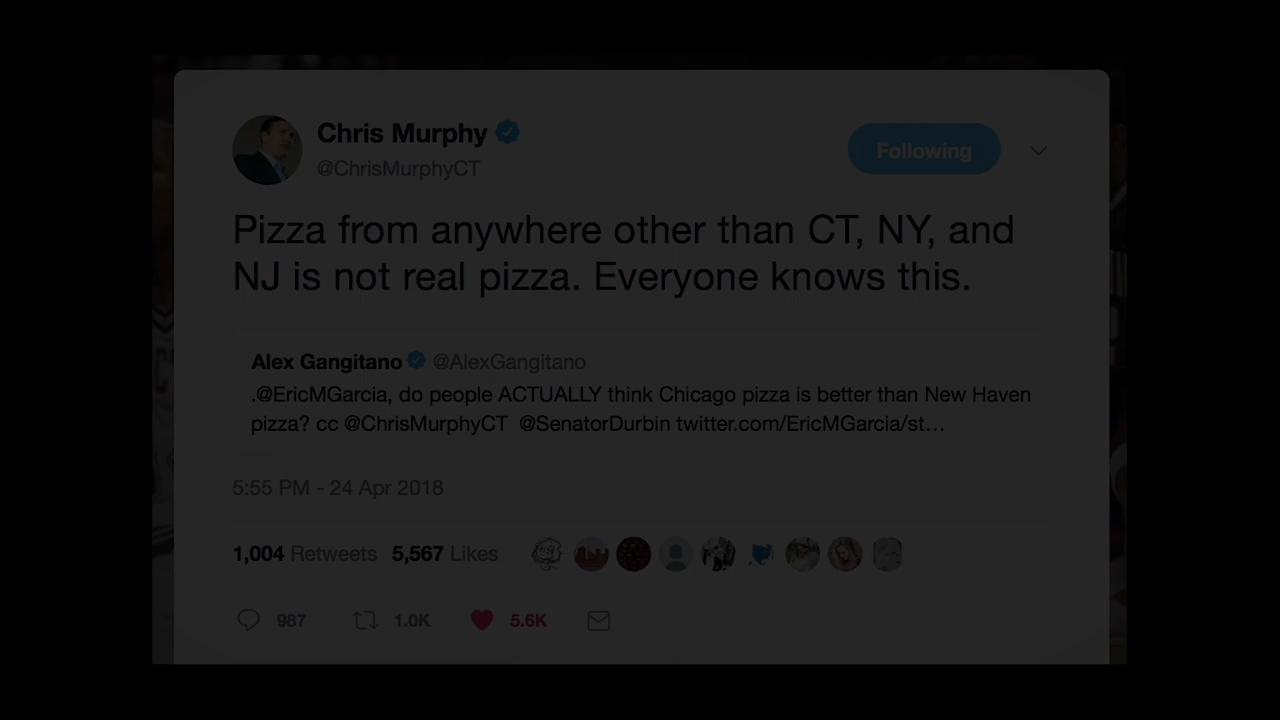 Chris Murphy
@ChrisMurphyCT
Following
Pizza from anywhere other than CT, NY, and
NJ is not real pizza. Everyone knows this.
Alex Gangitano @AlexGangitano
.@EricMGarcia, do people ACTUALLY think Chicago pizza is better than New Haven
pizza? cc @ChrisMurphyCT @SenatorDurbin twitter.com/EricMGarcia/st...
5:55 PM - 24 Apr 2018
1,004 Retweets 5,567 Likes
987 1.0K 5.6K